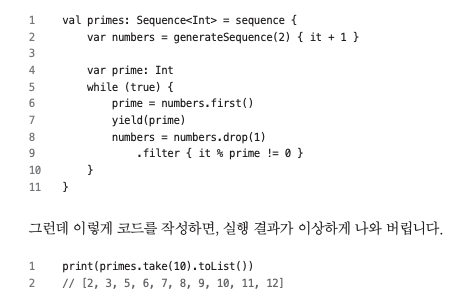 1 val primes: Sequence<Int> = sequence {
2 var numbers = generateSequence(2) { it + 1 }
3
4 var prime: Int
5 while (true) {
6 prime = numbers.first()
7 yield(prime)
8 numbers = numbers.drop(1)
9 .filter { it % prime != 0 }
10 }
11 }
그런데 이렇게 코드를 작성하면, 실행 결과가 이상하게 나와 버립니다.
1 print(primes.take(10).toList())
2 // [2, 3, 5, 6, 7, 8, 9, 10, 11, 12]